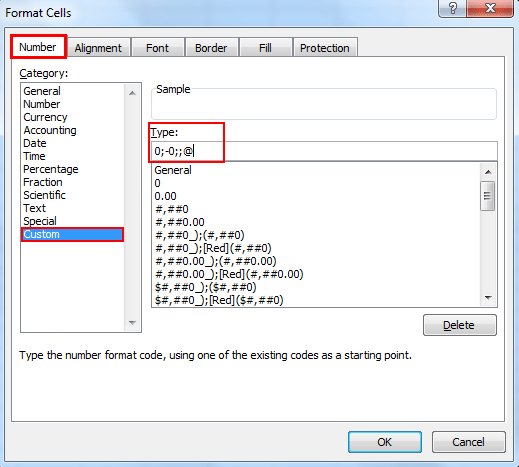 Format Cells
?
Number Alignment Font Border Fill Protection
Category:
General
Number
Currency
Accounting
Date
Time
Percentage
Fraction
Scientific
Text
Special
Custom
Sample
Type:
0;-0;;@
General
0
0.00
#,##0
#,##0.00
#,##0_);(#,##0)
#,##0_);[Red](#,##0)
#,##0.00_);(#,##0.00)
#,##0.00_);[Red](#,##0.00)
$#,##0_);($#,##0)
$#,##0_);[Red]($#,##0)
Delete
Type the number format code, using one of the existing codes as a starting point.
OK Cancel